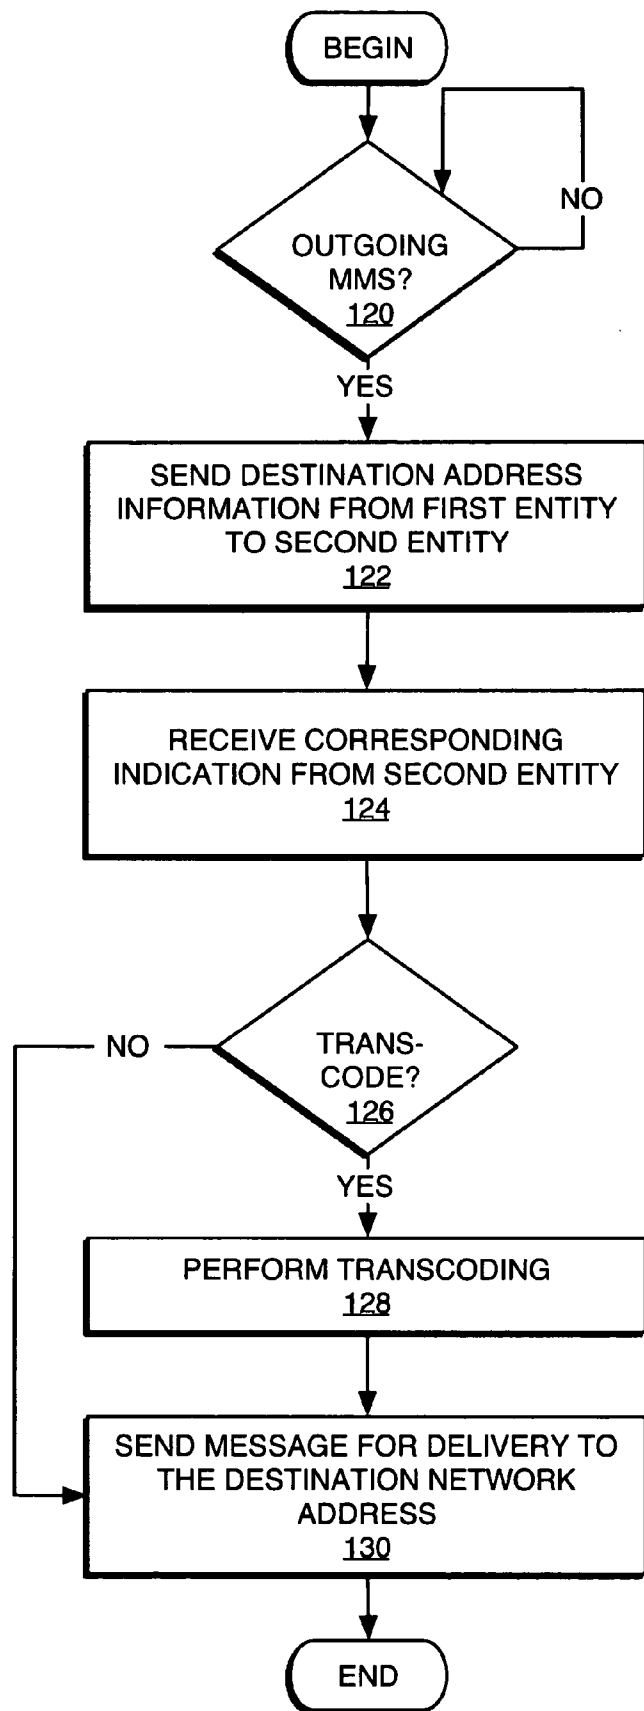 BEGIN
NO
OUTGOING
MMS?
120
YES
SEND DESTINATION ADDRESS
INFORMATION FROM FIRST ENTITY
TO SECOND ENTITY
122
RECEIVE CORRESPONDING
INDICATION FROM SECOND ENTITY
124
NO
TRANS-
CODE?
126
YES
PERFORM TRANSCODING
128
SEND MESSAGE FOR DELIVERY TO
THE DESTINATION NETWORK
ADDRESS
130
END